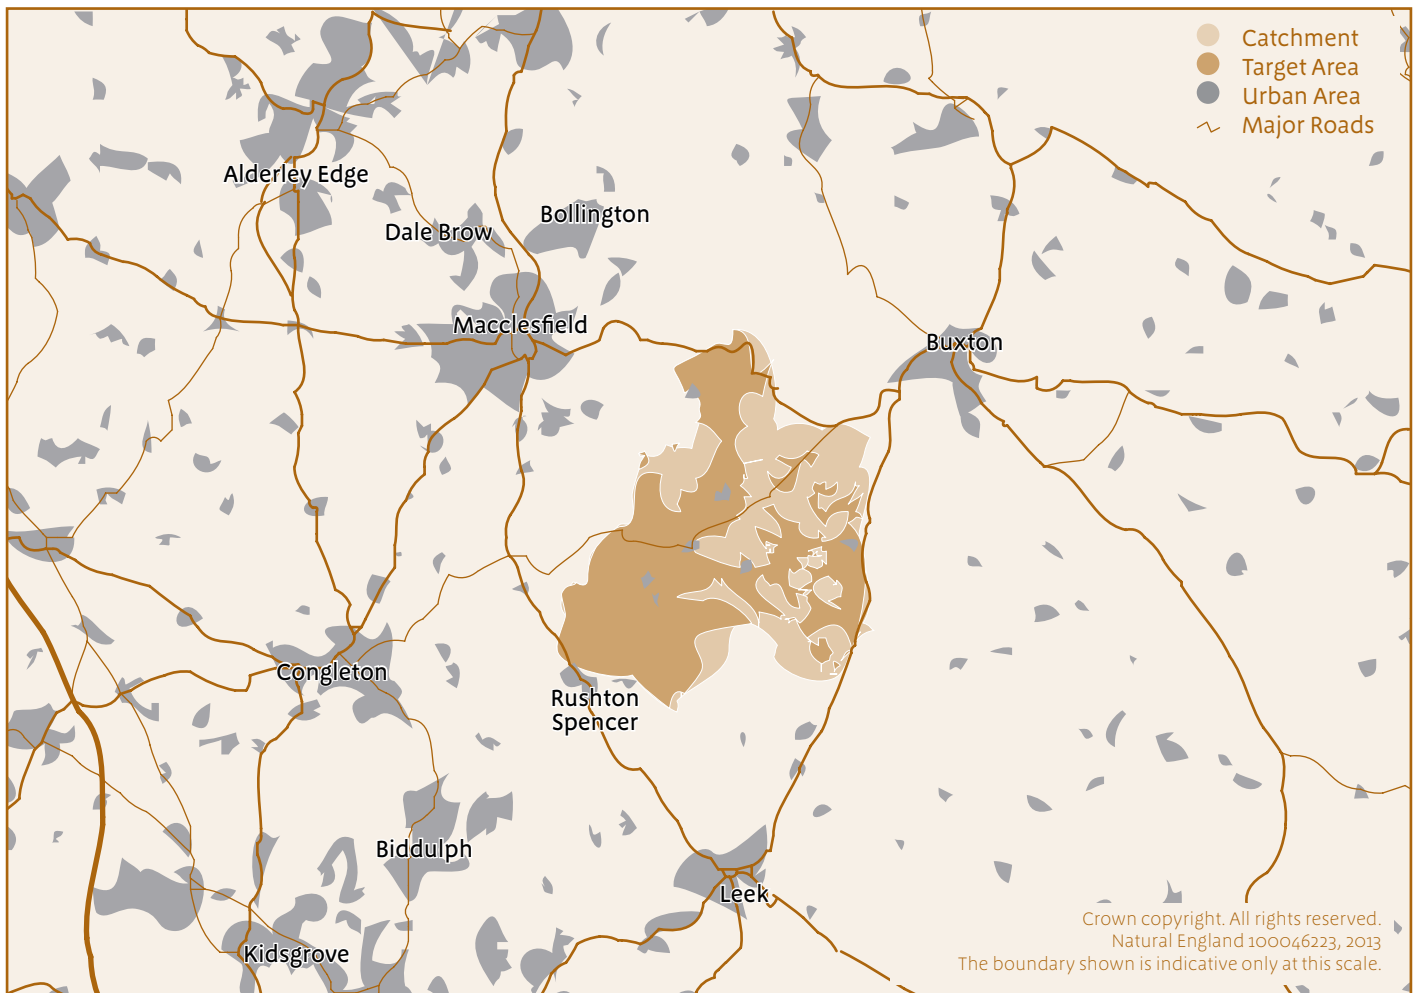 Catchment
Target Area
Urban Area
Major Roads
Alderley Edge
Bollington
Dale Brow
Macclesfield
Buxton
Congleton
Rushton
Spencer
Biddulph
Leek
Kidsgrove
Crown copyright. All rights reserved.
Natural England 100046223, 2013
The boundary shown is indicative only at this scale.